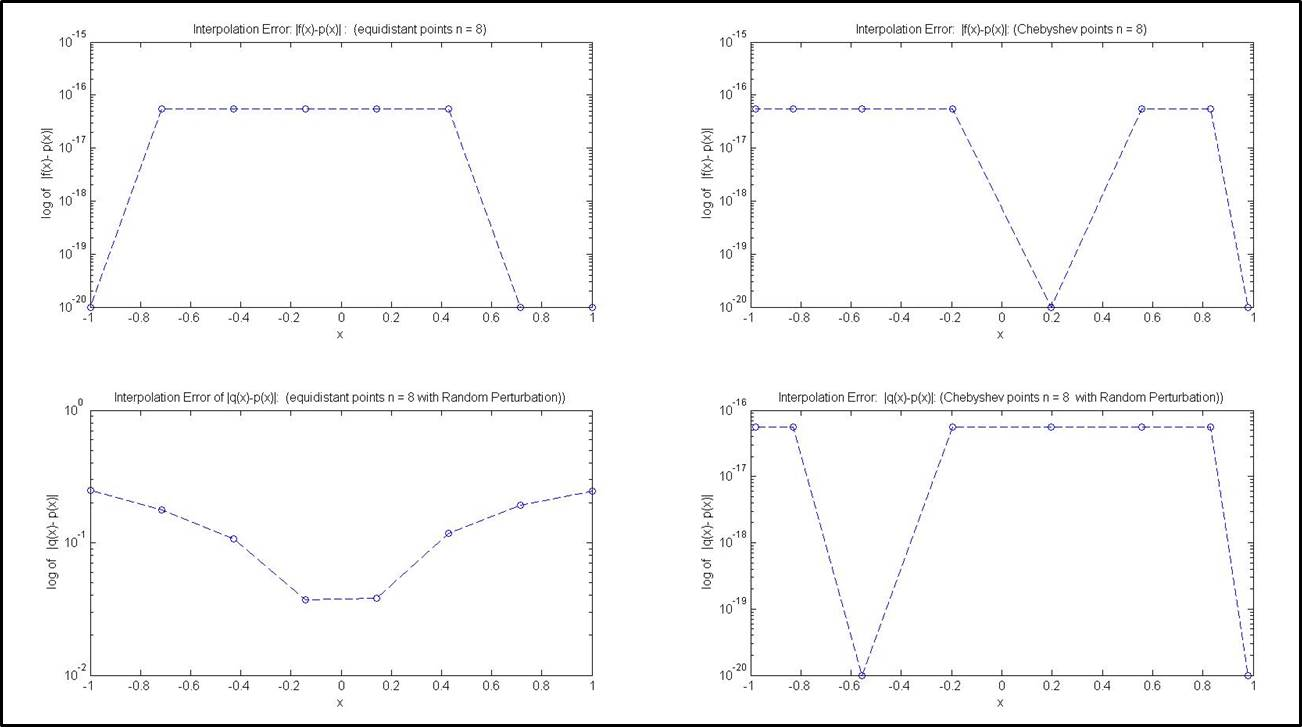 Interpolation Error: |f(x)-p(x)| :  (equidistant points n = 8)
10^-15
10^-16
10^-17
10^-18
10^-19
10^-20
log of  |f(x)- p(x)|
-1 -0.8 -0.6 -0.4 -0.2 0 0.2 0.4 0.6 0.8 1
x
Interpolation Error:  |f(x)-p(x)|: (Chebyshev points n = 8)
10^-15
10^-16
10^-17
10^-18
10^-19
10^-20
log of  |f(x)- p(x)|
-1 -0.8 -0.6 -0.4 -0.2 0 0.2 0.4 0.6 0.8 1
x
Interpolation Error of |q(x)-p(x)|:  (equidistant points n = 8 with Random Perturbation))
10^0
10^-1
10^-2
log of  |q(x)- p(x)|
-1 -0.8 -0.6 -0.4 -0.2 0 0.2 0.4 0.6 0.8 1
x
Interpolation Error:  |q(x)-p(x)|: (Chebyshev points n = 8  with Random Perturbation))
10^-16
10^-17
10^-18
10^-19
10^-20
log of  |q(x)- p(x)|
-1 -0.8 -0.6 -0.4 -0.2 0 0.2 0.4 0.6 0.8 1
x